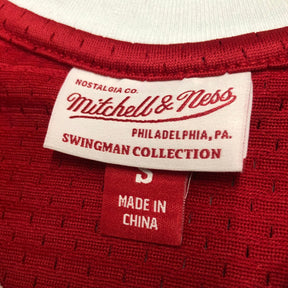 NOSTALGIA CO.
Mitchell & Ness
PHILADELPHIA, PA.
SWINGMAN COLLECTION
S
MADE IN
CHINA